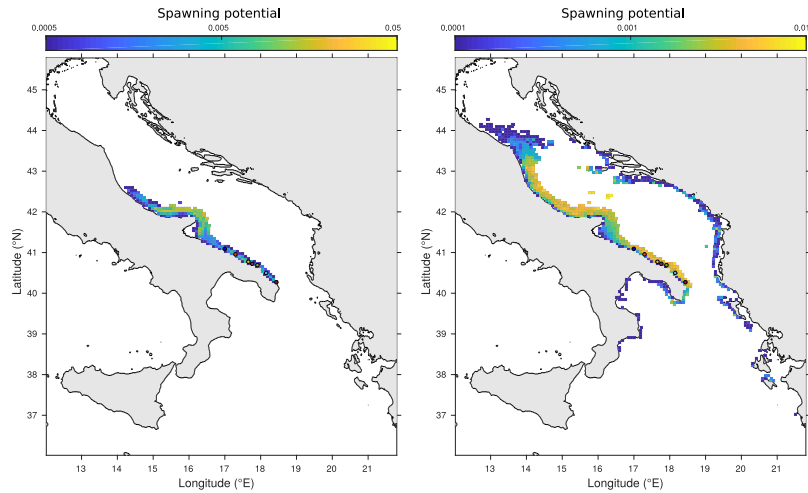 Spawning potential
0.0005 0.005 0.05
45
44
43
42
41
40
39
38
37
13 14 15 16 17 18 19 20 21
Latitude (°N)
Longitude (°E)
Spawning potential
0.0001 0.001 0.01
45
44
43
42
41
40
39
38
37
13 14 15 16 17 18 19 20 21
Latitude (°N)
Longitude (°E)